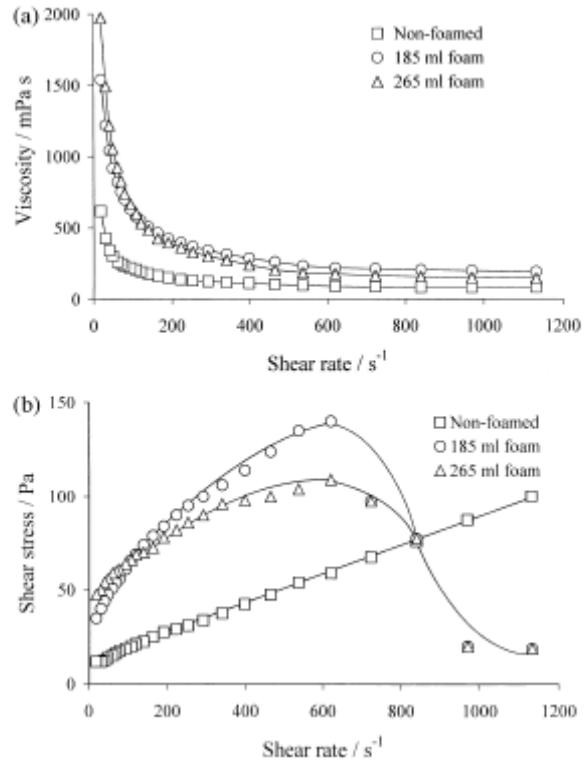 (a)
2000
1500
1000
500
0
Viscosity / mPa s
Non-foamed
185 ml foam
265 ml foam
0 200 400 600 800 1000 1200
Shear rate / s-1
(b)
150
100
50
0
Shear stress / Pa
Non-foamed
185 ml foam
265 ml foam
0 200 400 600 800 1000 1200
Shear rate / s-1